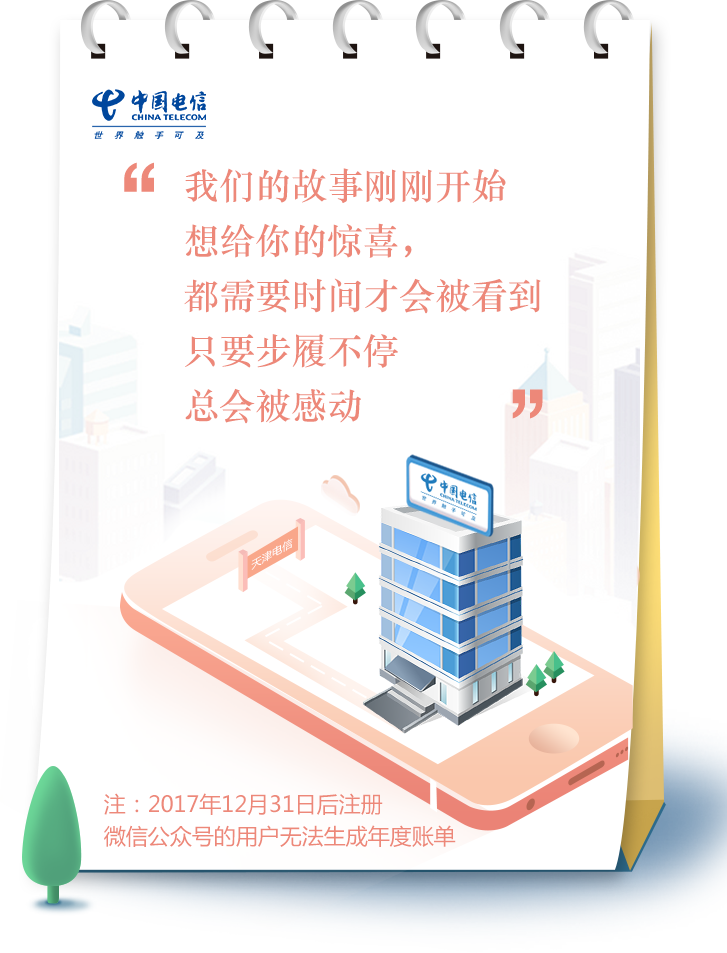 中国电信
CHINA TELECOM
世界触手可及
“我们的故事刚刚开始
想给你的惊喜，
都需要时间才会被看到
只要步履不停
总会被感动”
中国电信
CHINA TELECOM
世界触手可及
天津电信
注：2017年12月31日后注册
微信公众号的用户无法生成年度账单